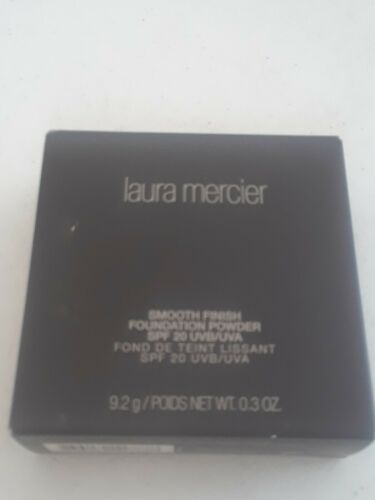 laura mercier
SMOOTH FINISH
FOUNDATION POWDER
SPF 20 UVB/UVA
FOND DE TEINT LISSANT
SPF 20 UVB/UVA
9.2 g / POIDS NET WT. 0.3 OZ.